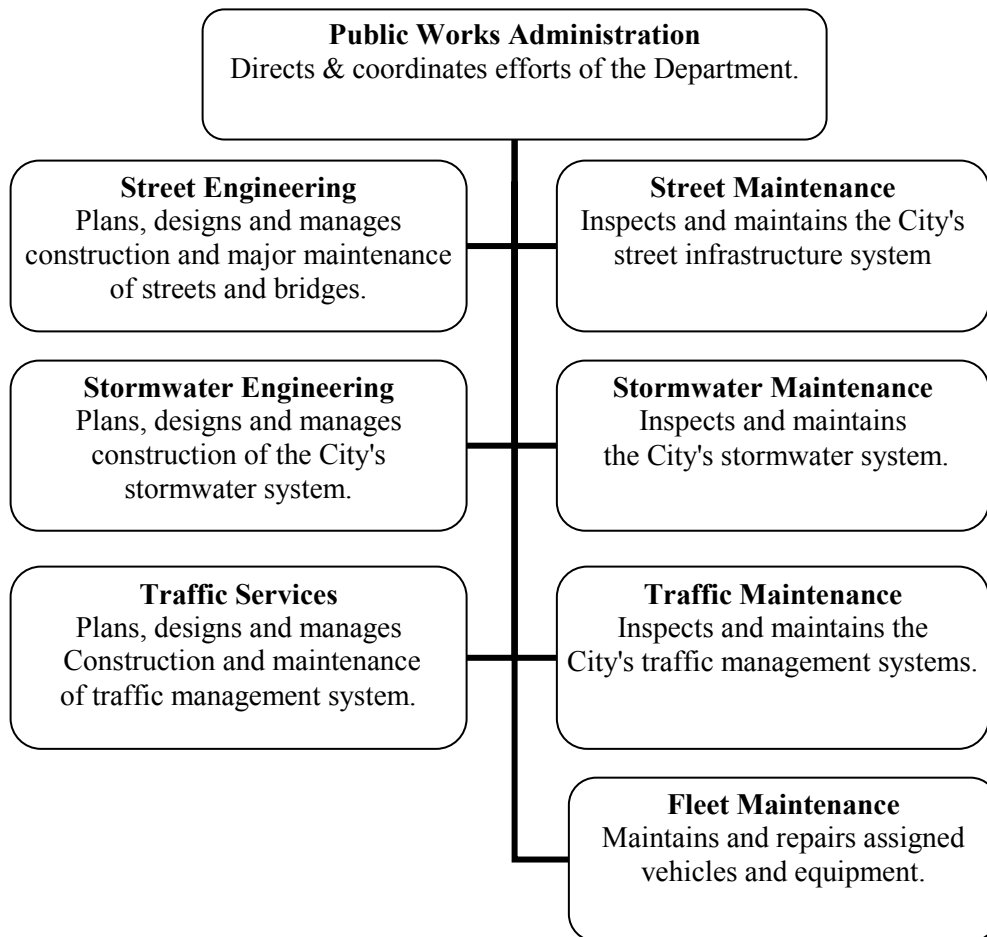 Public Works Administration
Directs & coordinates efforts of the Department.
Street Engineering
Plans, designs and manages
construction and major maintenance
of streets and bridges.
Street Maintenance
Inspects and maintains the City's
street infrastructure system
Stormwater Engineering
Plans, designs and manages
construction of the City's
stormwater system.
Stormwater Maintenance
Inspects and maintains
the City's stormwater system.
Traffic Services
Plans, designs and manages
Construction and maintenance
of traffic management system.
Traffic Maintenance
Inspects and maintains the
City's traffic management systems.
Fleet Maintenance
Maintains and repairs assigned
vehicles and equipment.